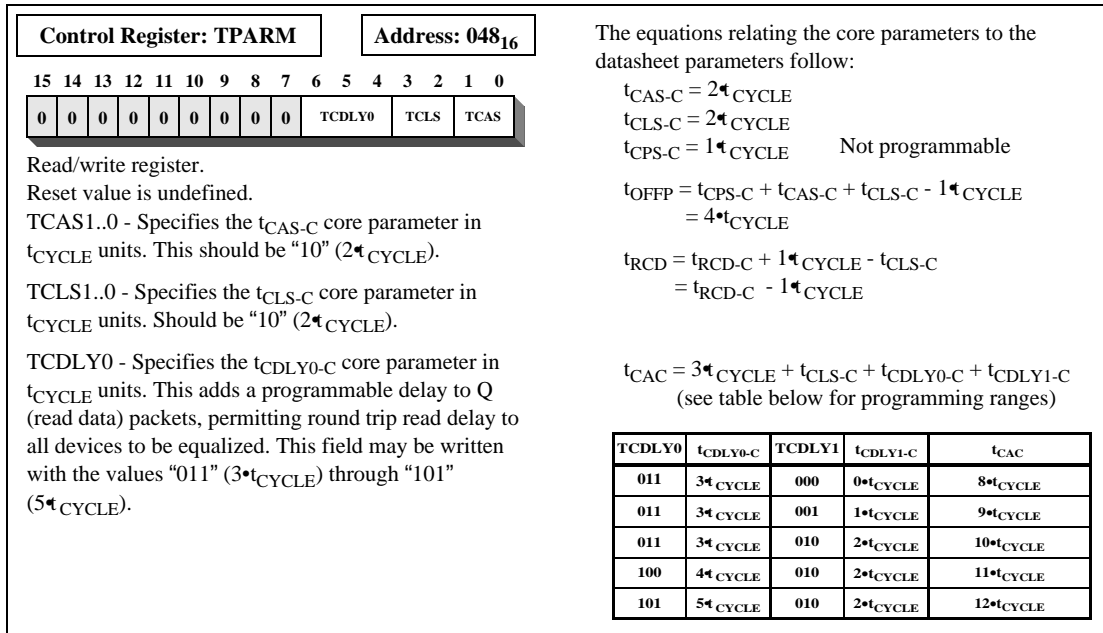 Control Register: TPARM
Address: 048₁₆
15 14 13 12 11 10 9 8 7 6 5 4 3 2 1 0
0 0 0 0 0 0 0 0 0 TCDLY0 TCLS TCAS
Read/write register.
Reset value is undefined.
TCAS1..0 - Specifies the tCAS-C core parameter in
tCYCLE units. This should be “10” (2•tCYCLE).
TCLS1..0 - Specifies the tCLS-C core parameter in
tCYCLE units. Should be “10” (2•tCYCLE).
TCDLY0 - Specifies the tCDLY0-C core parameter in
tCYCLE units. This adds a programmable delay to Q
(read data) packets, permitting round trip read delay to
all devices to be equalized. This field may be written
with the values “011” (3•tCYCLE) through “101”
(5•tCYCLE).
The equations relating the core parameters to the
datasheet parameters follow:
tCAS-C = 2•tCYCLE
tCLS-C = 2•tCYCLE
tCPS-C = 1•tCYCLE Not programmable
tOFFP = tCPS-C + tCAS-C + tCLS-C - 1•tCYCLE
= 4•tCYCLE
tRCD = tRCD-C + 1•tCYCLE - tCLS-C
= tRCD-C - 1•tCYCLE
tCAC = 3•tCYCLE + tCLS-C + tCDLY0-C + tCDLY1-C
(see table below for programming ranges)
TCDLY0 tCDLY0-C TCDLY1 tCDLY1-C tCAC
011 3•tCYCLE 000 0•tCYCLE 8•tCYCLE
011 3•tCYCLE 001 1•tCYCLE 9•tCYCLE
011 3•tCYCLE 010 2•tCYCLE 10•tCYCLE
100 4•tCYCLE 010 2•tCYCLE 11•tCYCLE
101 5•tCYCLE 010 2•tCYCLE 12•tCYCLE